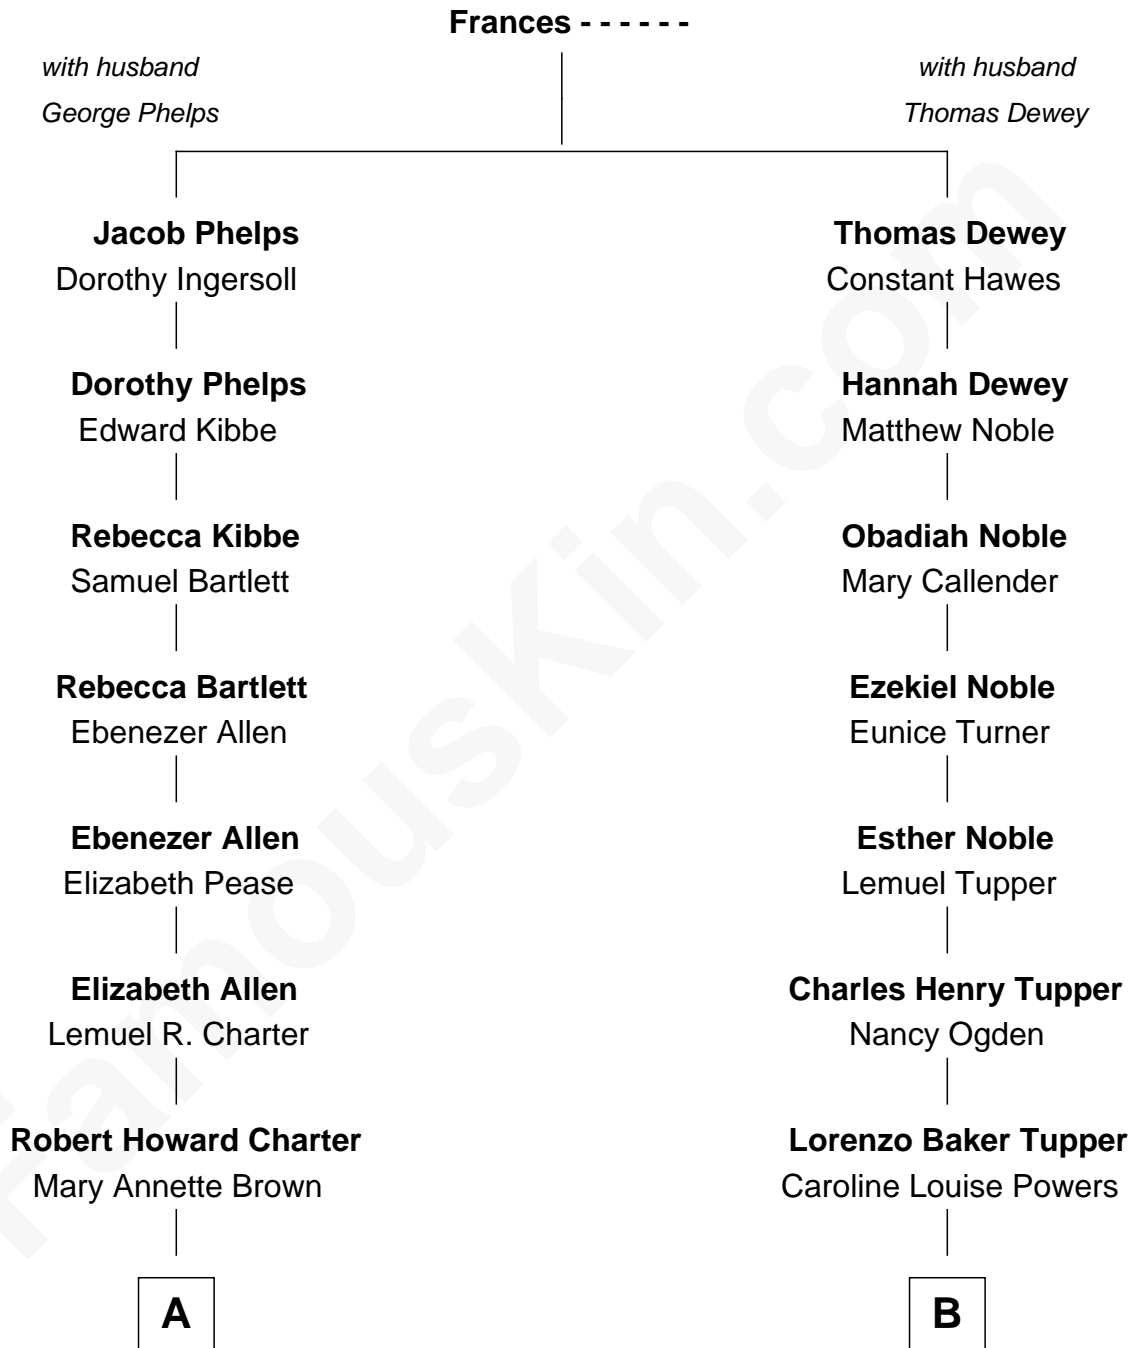 Frances - - - - - -
with husband
George Phelps
with husband
Thomas Dewey
Jacob Phelps
Dorothy Ingersoll
Thomas Dewey
Constant Hawes
Dorothy Phelps
Edward Kibbe
Hannah Dewey
Matthew Noble
Rebecca Kibbe
Samuel Bartlett
Obadiah Noble
Mary Callender
Rebecca Bartlett
Ebenezer Allen
Ezekiel Noble
Eunice Turner
Ebenezer Allen
Elizabeth Pease
Esther Noble
Lemuel Tupper
Elizabeth Allen
Lemuel R. Charter
Charles Henry Tupper
Nancy Ogden
Robert Howard Charter
Mary Annette Brown
Lorenzo Baker Tupper
Caroline Louise Powers
A
B
FamousKin.com